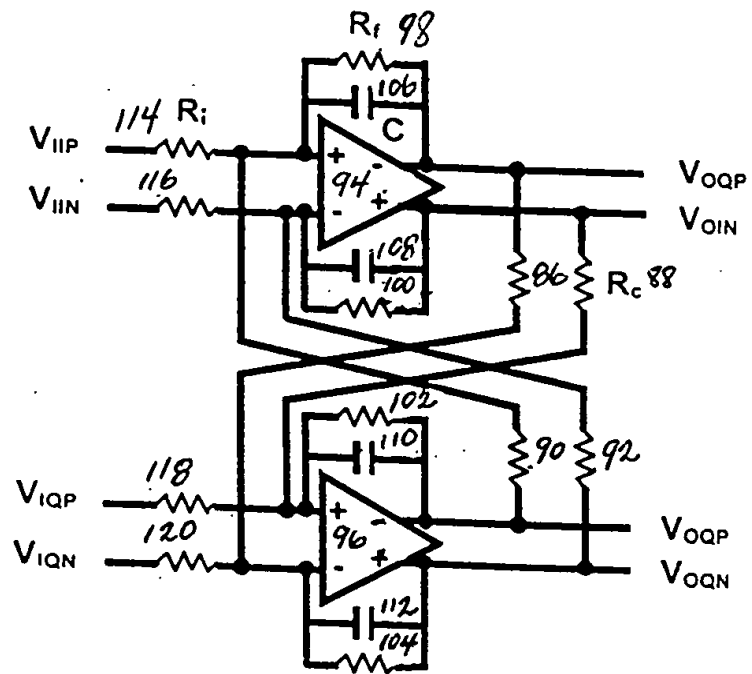 Rf 98
106
C
114 Ri
VIIP
+
-
94
VOQP
116
VIIN
-
+
VOIN
108
100
86
Rc 88
102
110
90
92
118
VIQP
+
-
96
VOQP
120
VIQN
-
+
VOQN
112
104